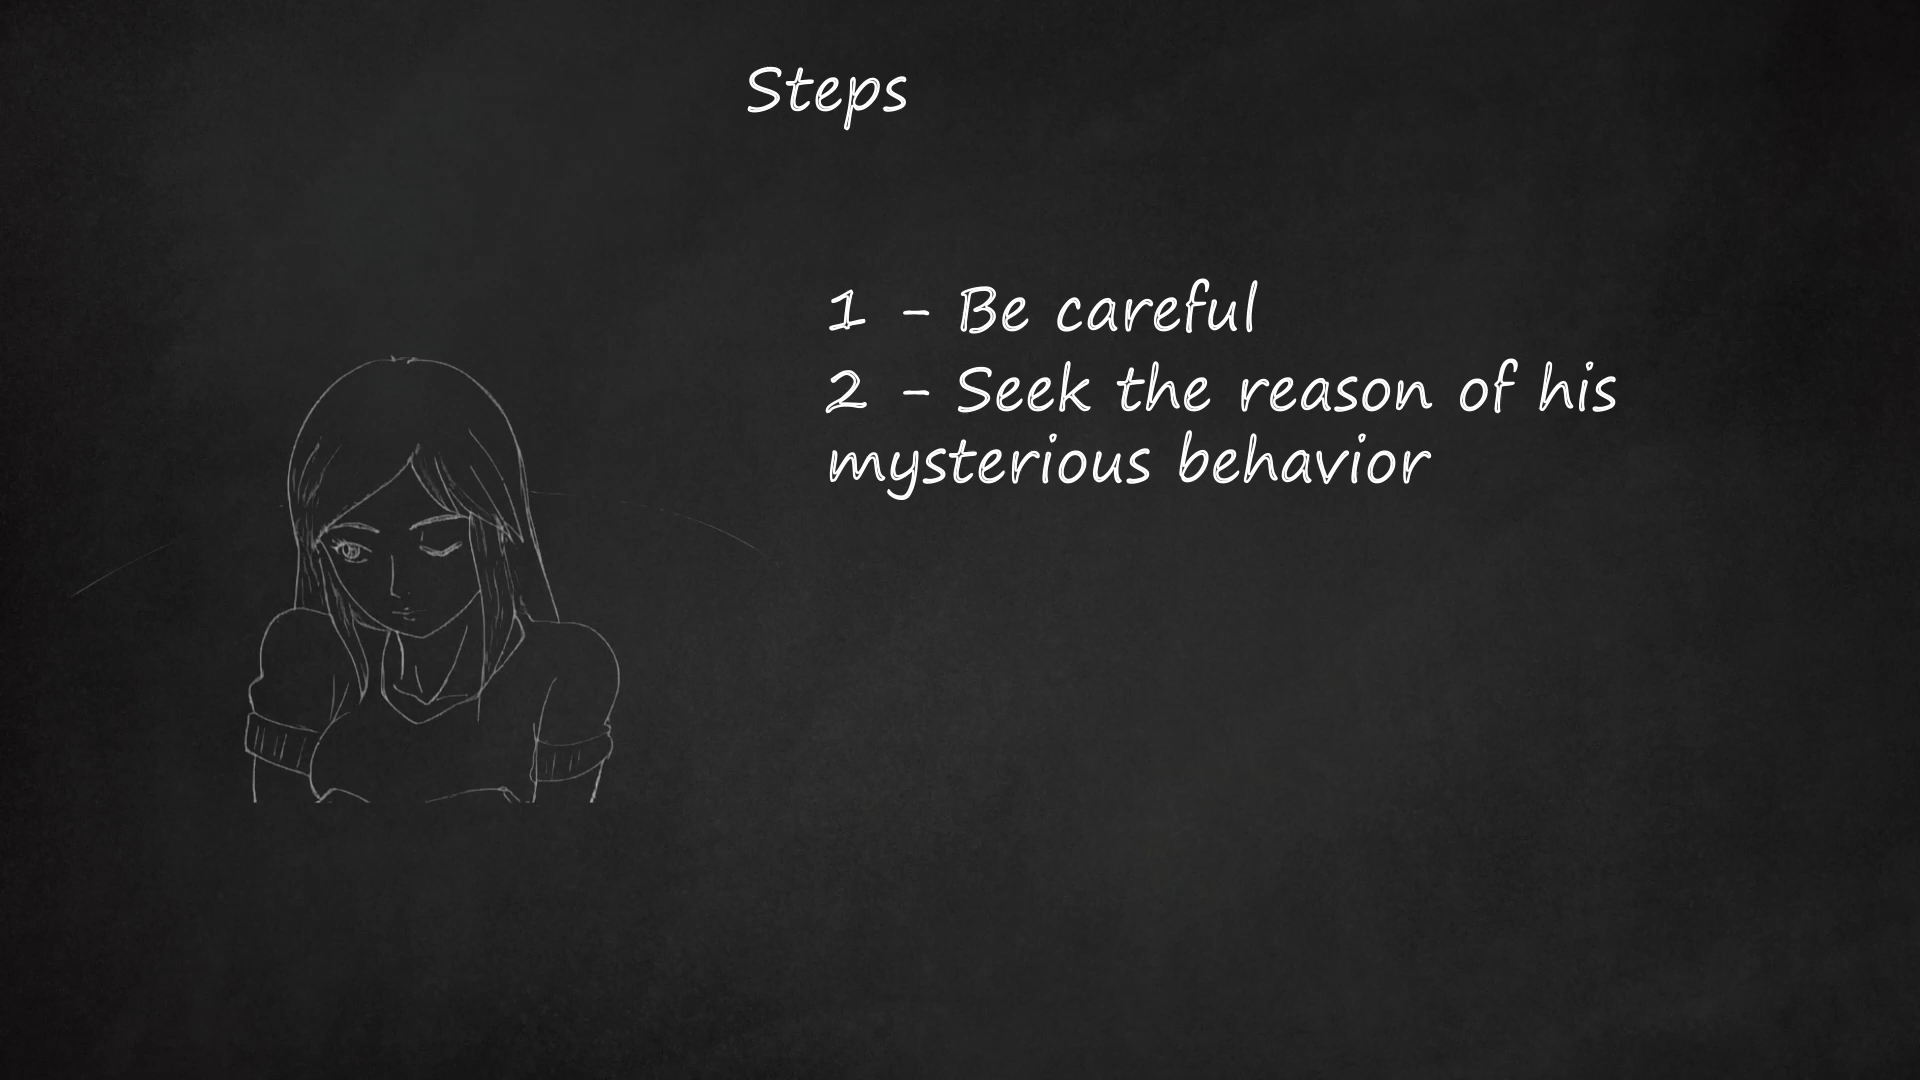 Steps
1 - Be careful
2 - Seek the reason of his
mysterious behavior